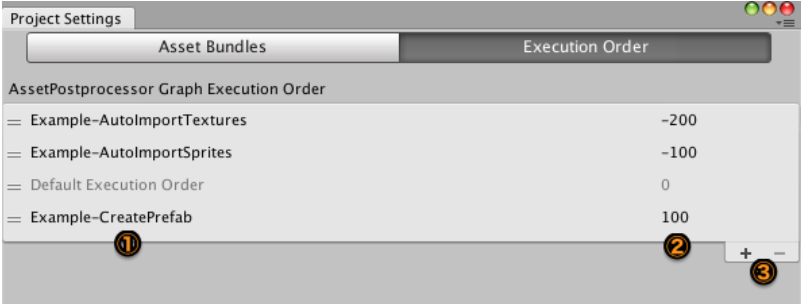 Project Settings
Asset Bundles Execution Order
AssetPostprocessor Graph Execution Order
Example-AutoImportTextures -200
Example-AutoImportSprites -100
Default Execution Order 0
Example-CreatePrefab 100
1 2
+ -
3